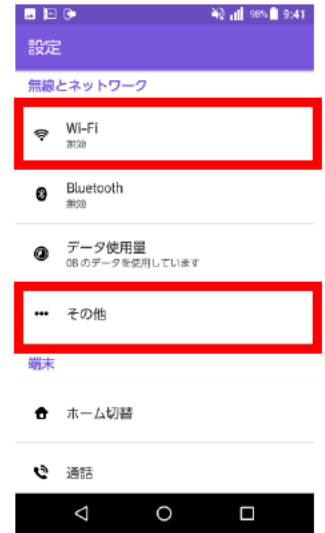 98% 9:41
設定
無線とネットワーク
Wi-Fi
無効
Bluetooth
無効
データ使用量
0B のデータを使用しています
その他
端末
ホーム切替
通話